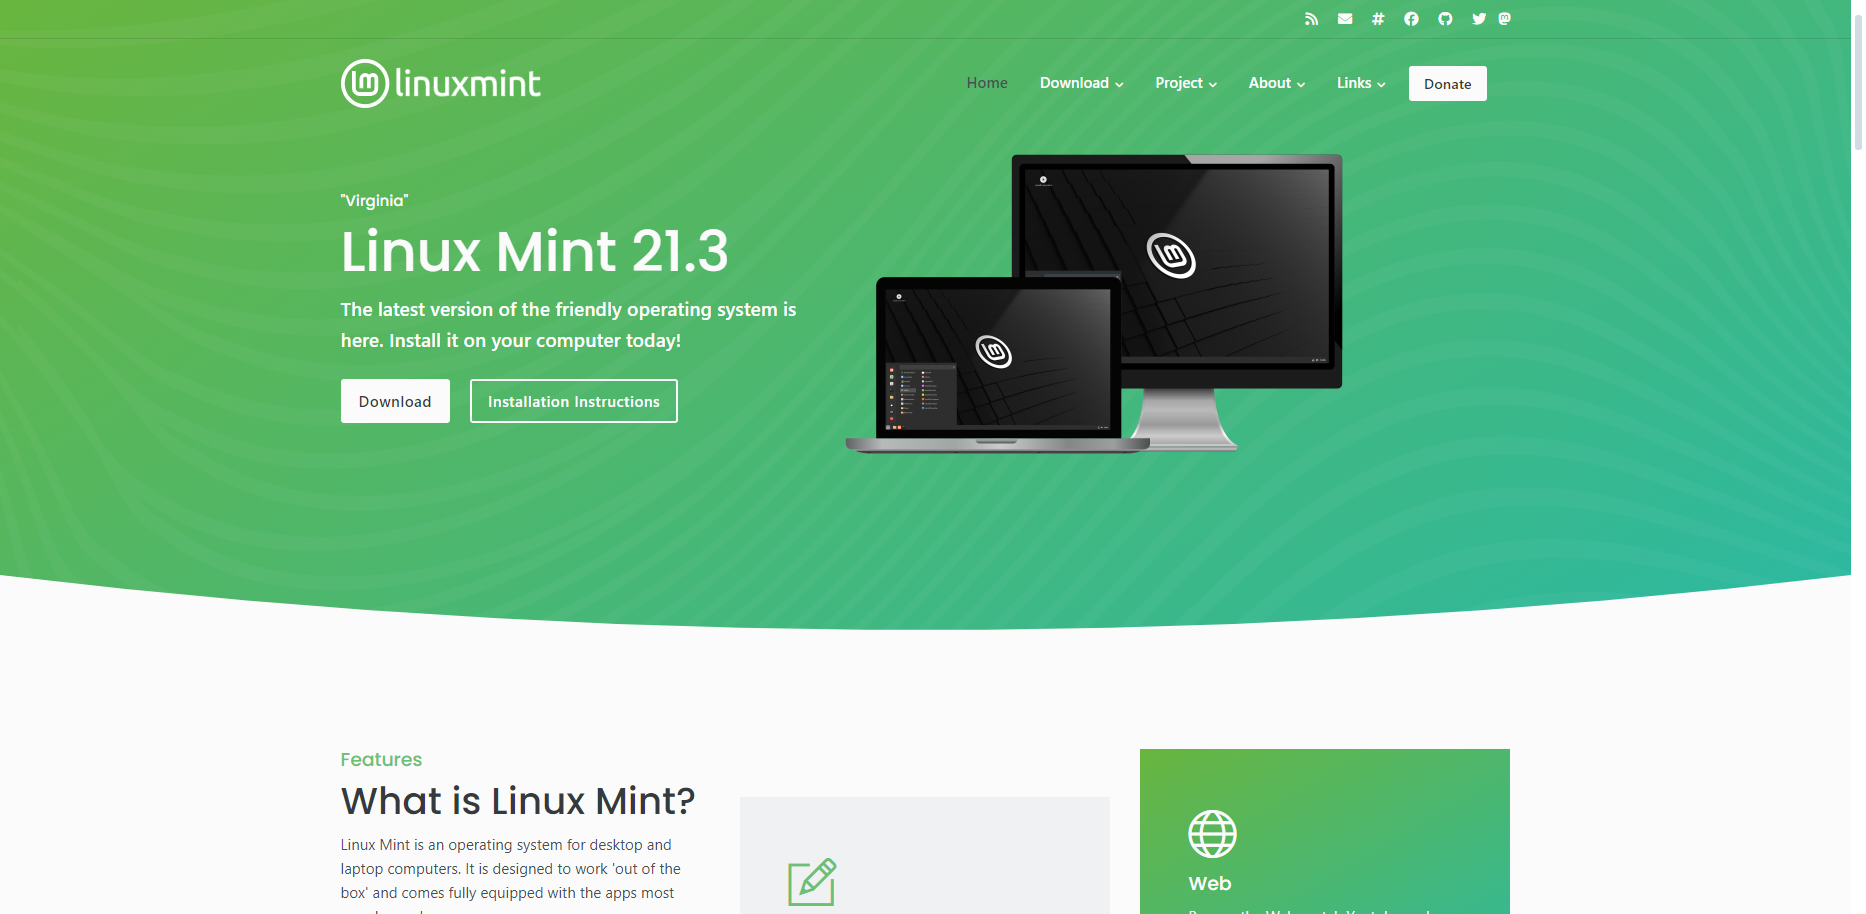 linuxmint
Home
Download
Project
About
Links
Donate
"Virginia"
Linux Mint 21.3
The latest version of the friendly operating system is
here. Install it on your computer today!
Download
Installation Instructions
Features
What is Linux Mint?
Linux Mint is an operating system for desktop and
laptop computers. It is designed to work 'out of the
box' and comes fully equipped with the apps most
Web